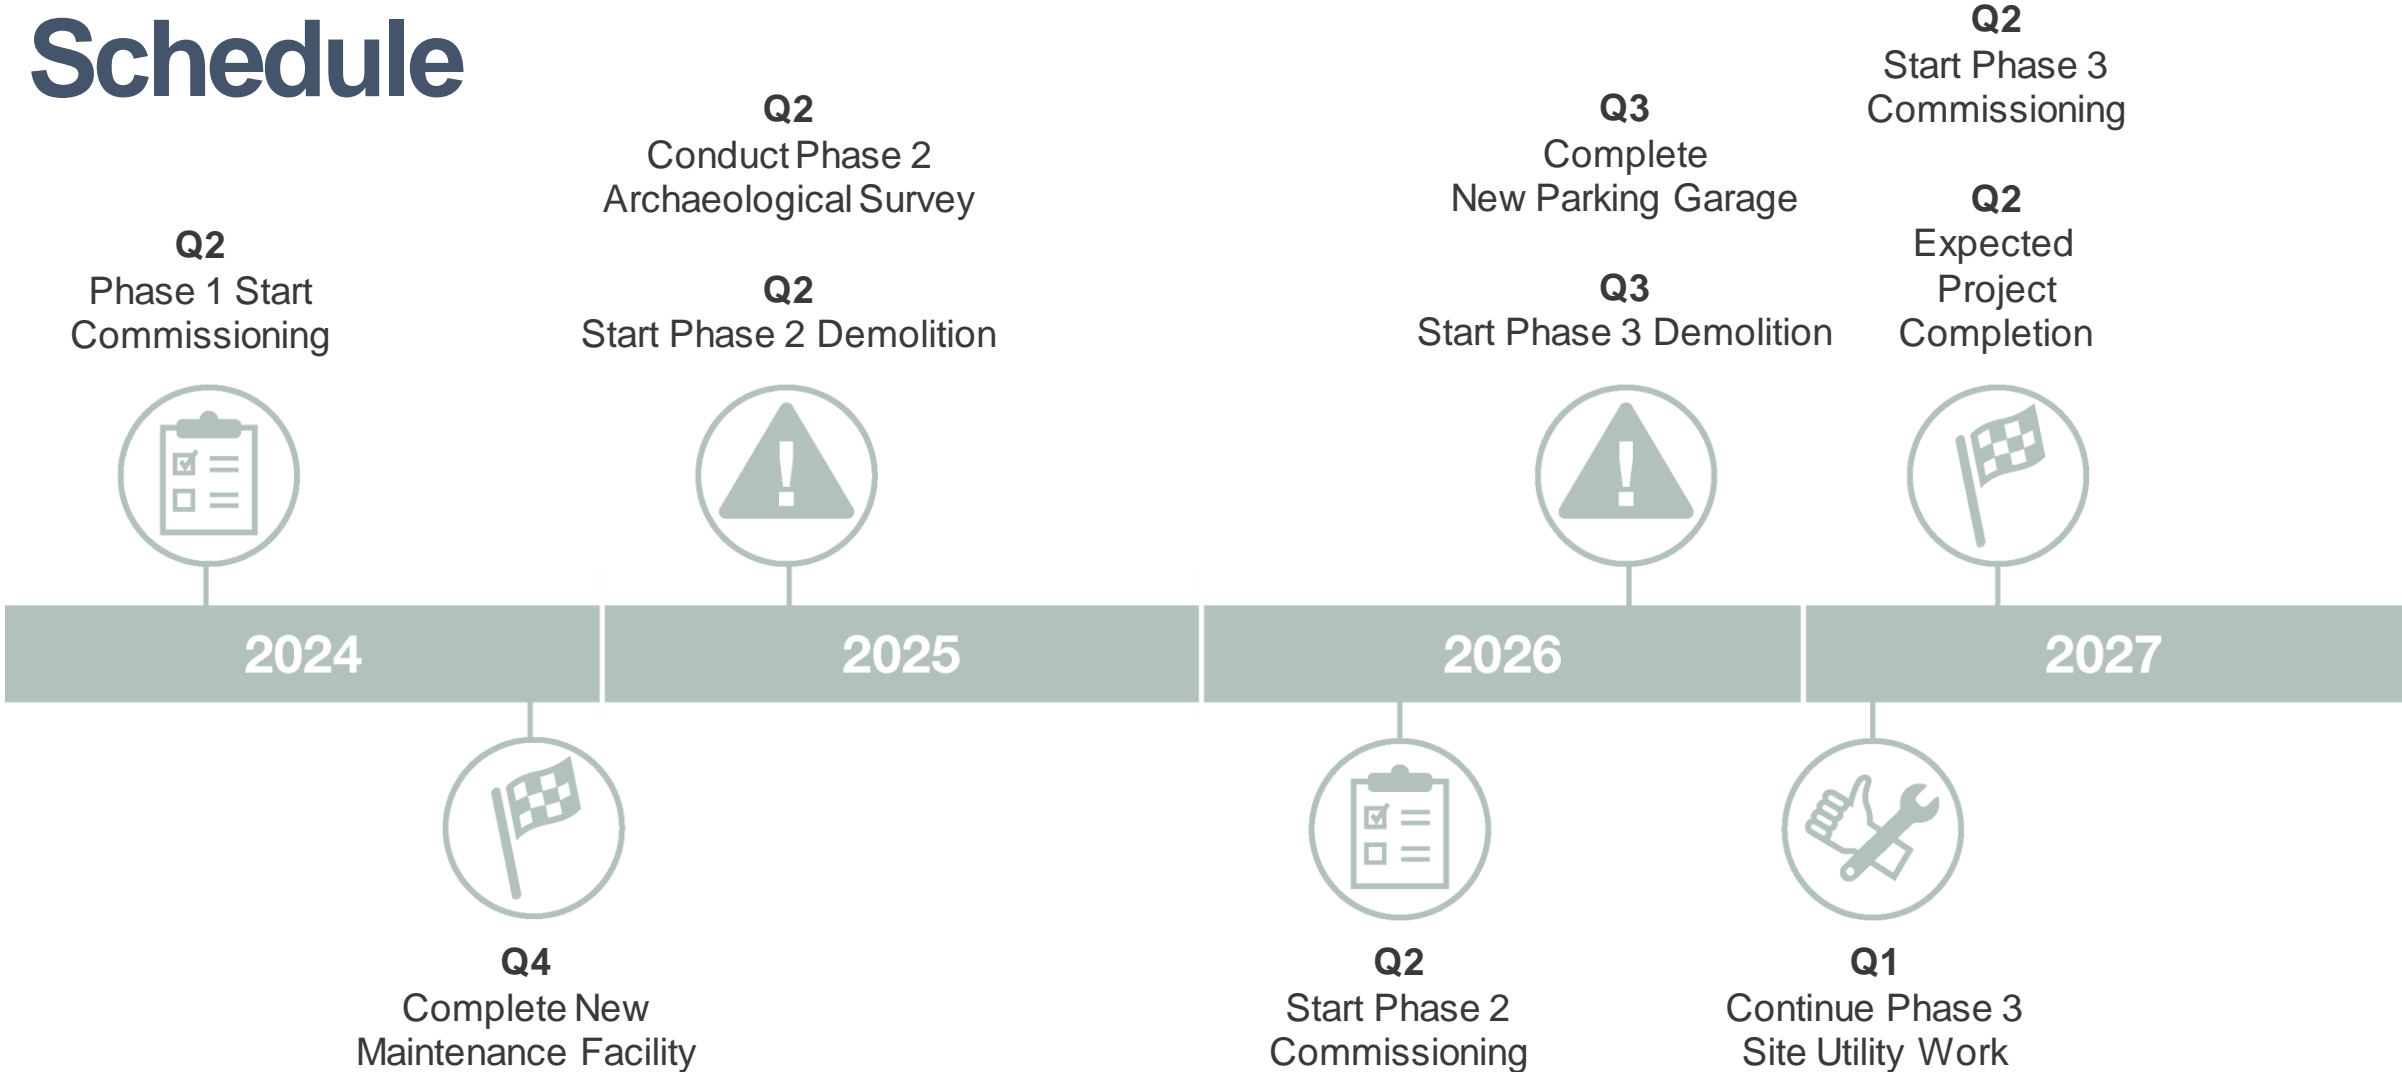 Schedule
Q2
Phase 1 Start
Commissioning
Q2
Conduct Phase 2
Archaeological Survey
Q2
Start Phase 2 Demolition
Q3
Complete
New Parking Garage
Q3
Start Phase 3 Demolition
Q2
Start Phase 3
Commissioning
Q2
Expected
Project
Completion
2024
2025
2026
2027
Q4
Complete New
Maintenance Facility
Q2
Start Phase 2
Commissioning
Q1
Continue Phase 3
Site Utility Work